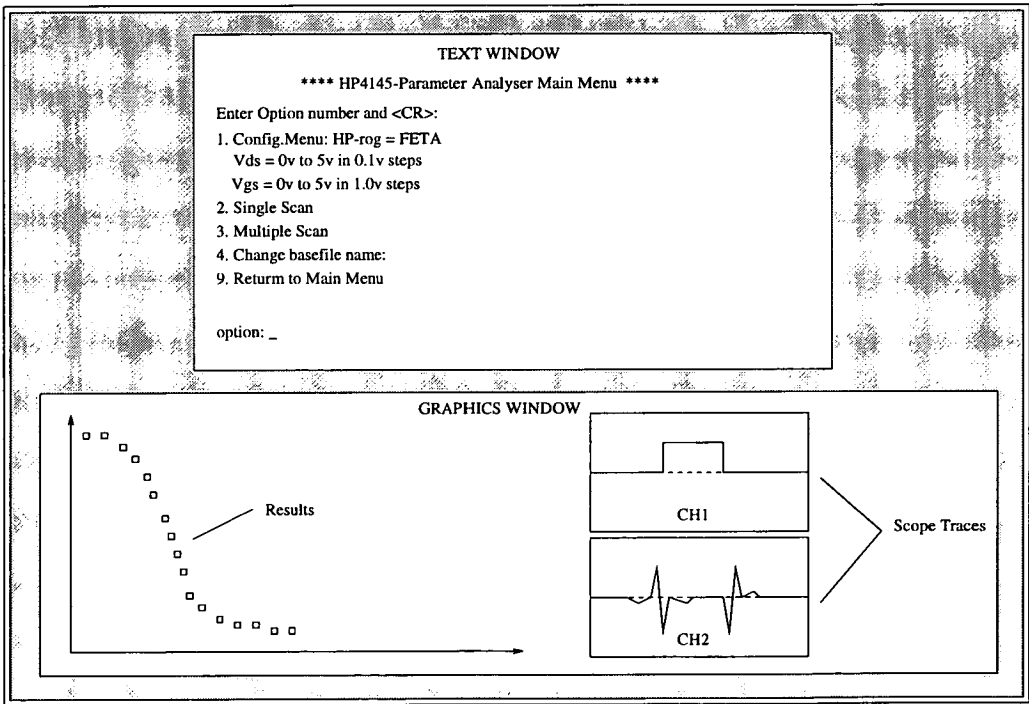 TEXT WINDOW
**** HP4145-Parameter Analyser Main Menu ****
Enter Option number and <CR>:
1. Config.Menu: HP-rog = FETA
Vds = 0v to 5v in 0.1v steps
Vgs = 0v to 5v in 1.0v steps
2. Single Scan
3. Multiple Scan
4. Change basefile name:
9. Returm to Main Menu
option: _
GRAPHICS WINDOW
Results
CH1
CH2
Scope Traces